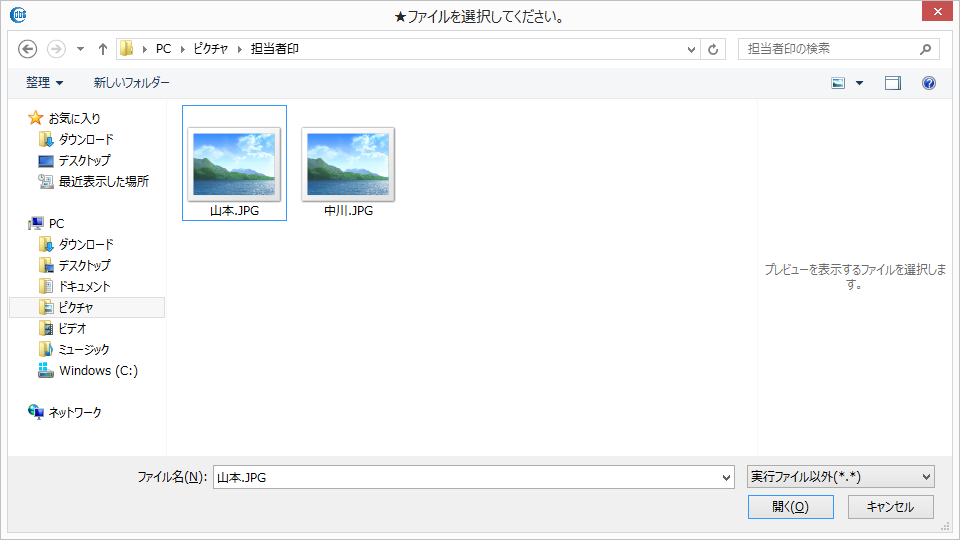 ★ファイルを選択してください。
PC ピクチャ 担当者印
担当者印の検索
整理 新しいフォルダー
お気に入り
ダウンロード
デスクトップ
最近表示した場所
PC
ダウンロード
デスクトップ
ドキュメント
ピクチャ
ビデオ
ミュージック
Windows (C:)
ネットワーク
山本.JPG
中川.JPG
プレビューを表示するファイルを選択しま
す。
ファイル名(N): 山本.JPG
実行ファイル以外(*.*)
開く(O) キャンセル